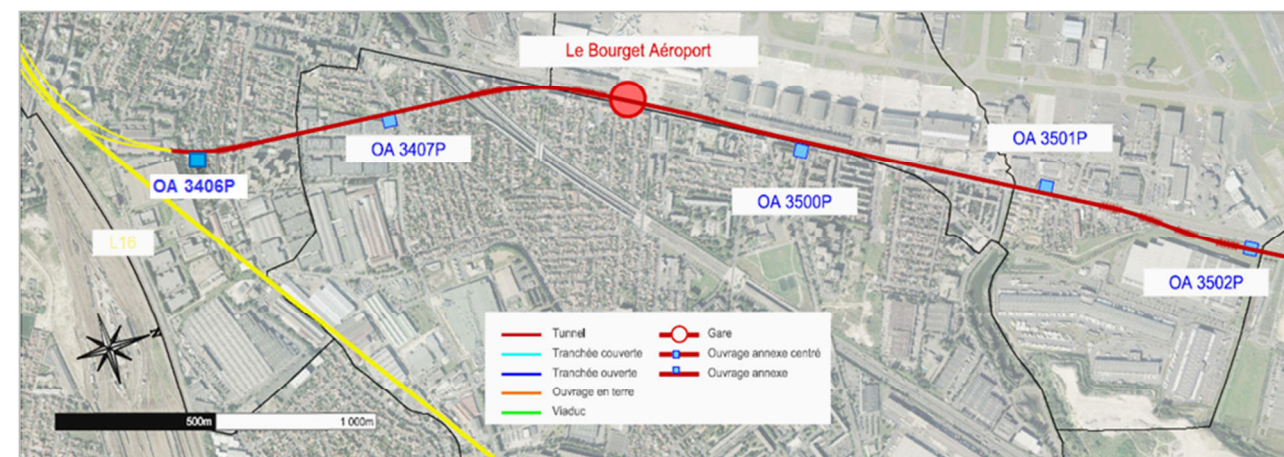 Le Bourget Aéroport
OA 3407P
OA 3406P
OA 3501P
OA 3500P
L16
OA 3502P
Tunnel
Tranchée couverte
Tranchée ouverte
Ouvrage en terre
Viaduc
Gare
Ouvrage annexe centré
Ouvrage annexe
N
500m
1 000m